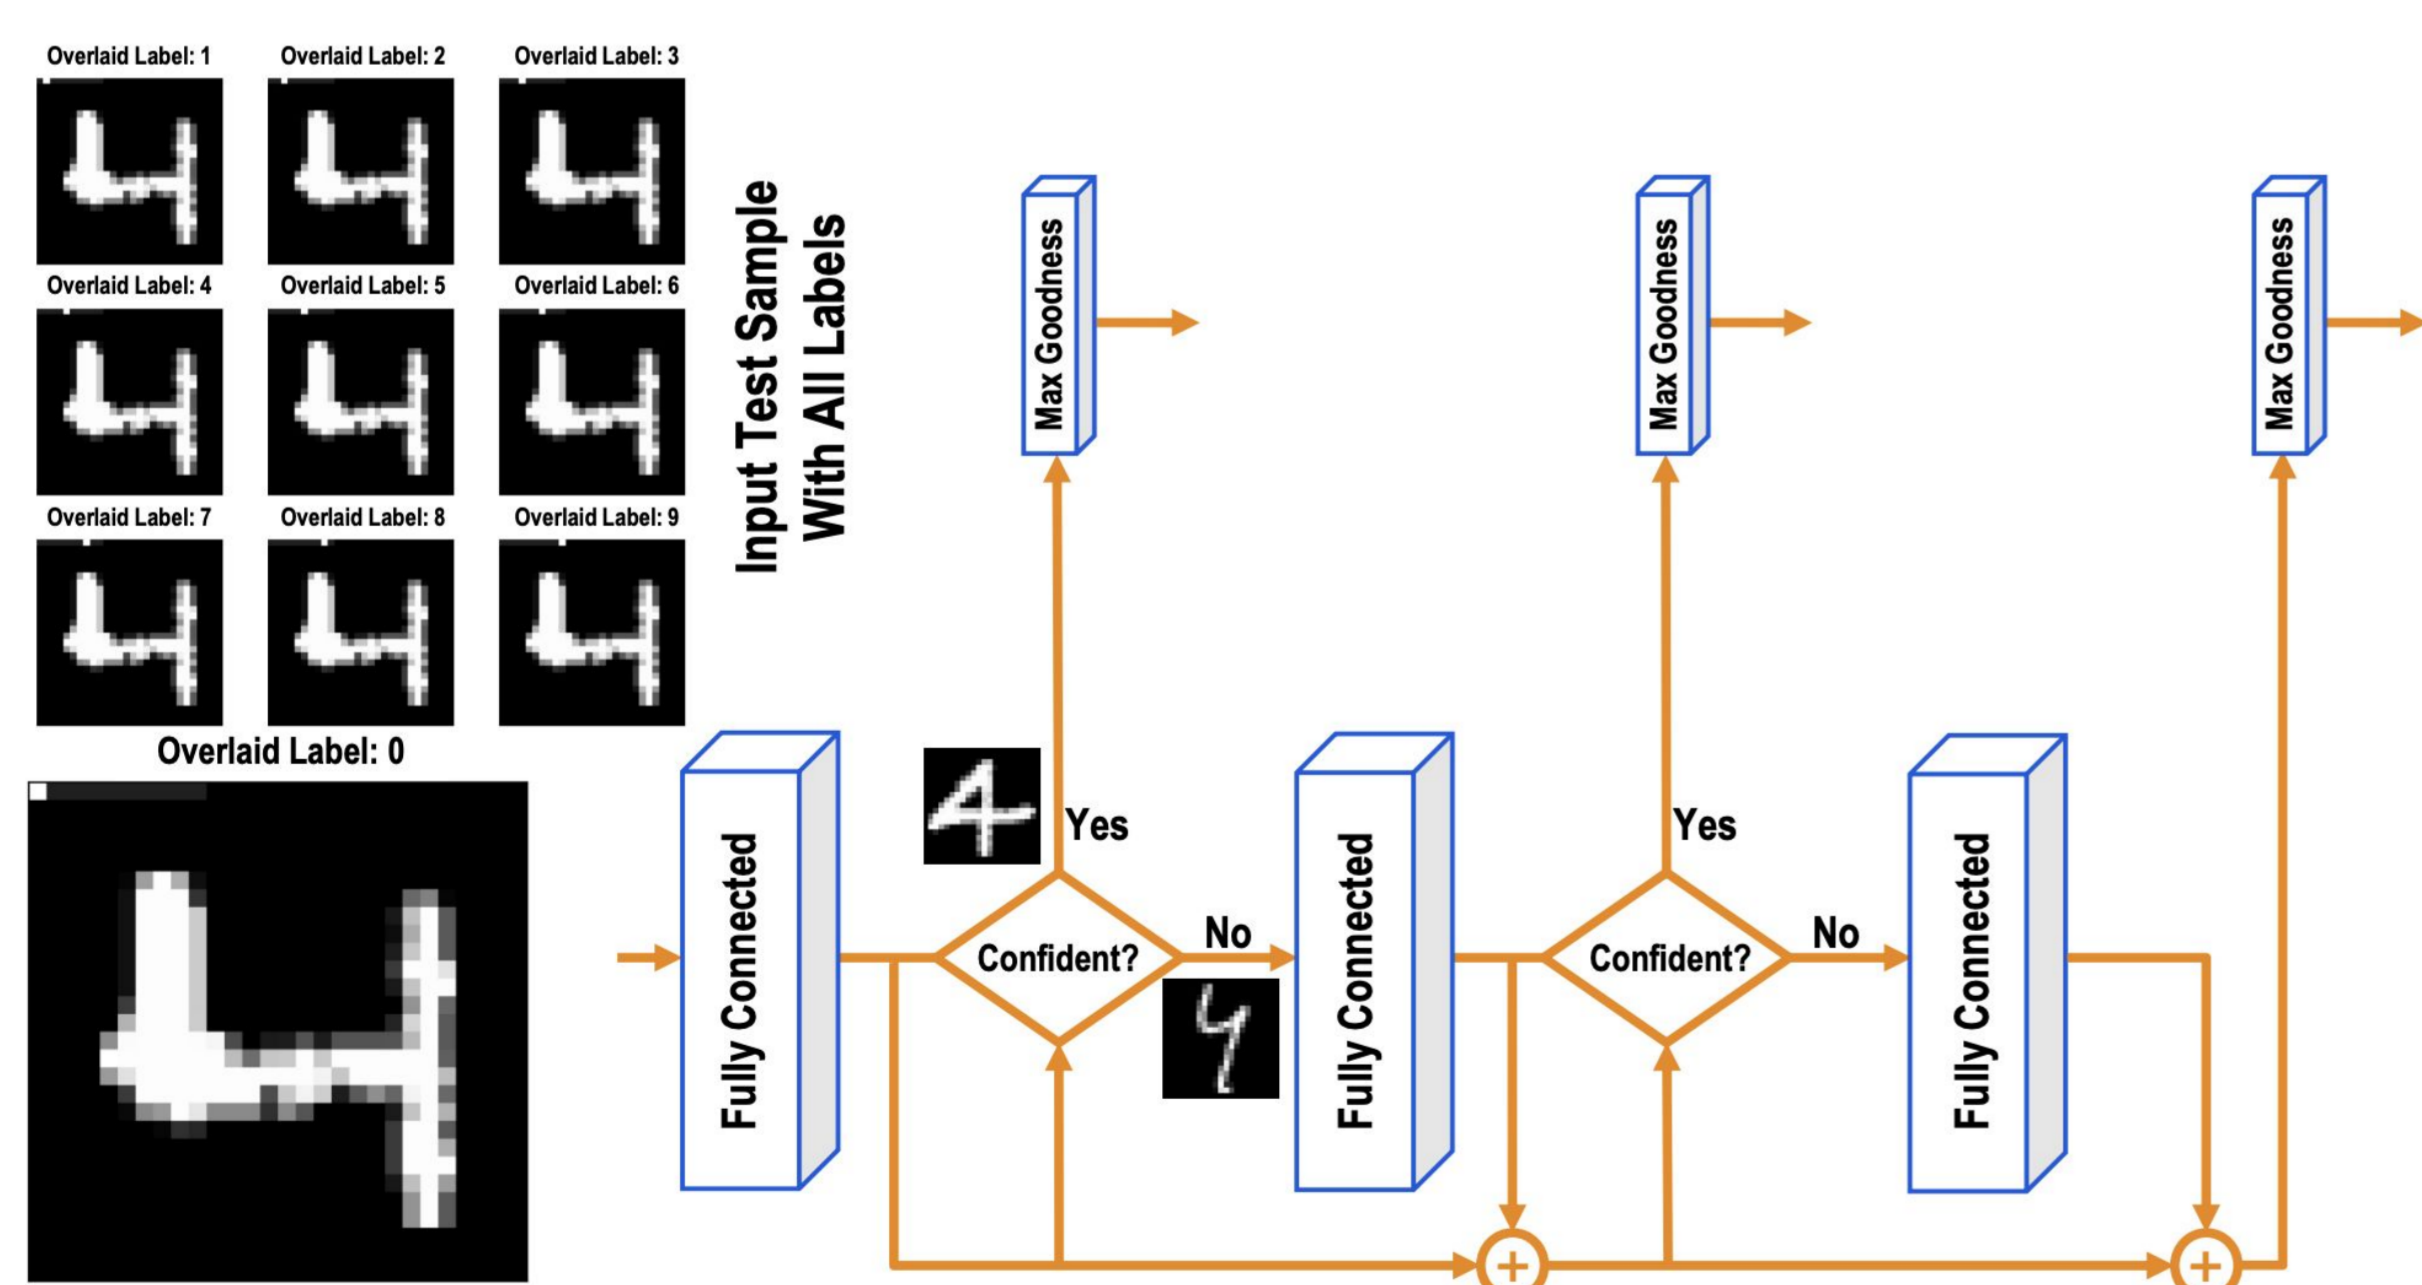 Overlaid Label: 1
Overlaid Label: 2
Overlaid Label: 3
Overlaid Label: 4
Overlaid Label: 5
Overlaid Label: 6
Overlaid Label: 7
Overlaid Label: 8
Overlaid Label: 9
Overlaid Label: 0
Input Test Sample
With All Labels
Fully Connected
Confident?
Yes
No
Max Goodness
Fully Connected
Confident?
Yes
No
Max Goodness
Fully Connected
Max Goodness
+
+